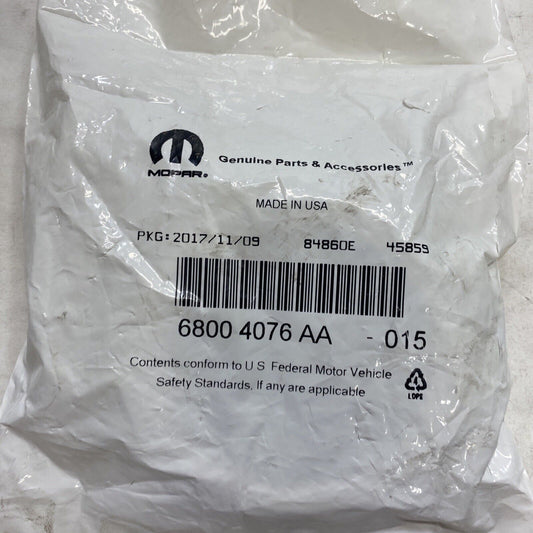 MOPAR®
Genuine Parts & Accessories™
MADE IN USA
PKG:2017/11/09 84860E 45859
6800 4076 AA - 015
Contents conform to U S Federal Motor Vehicle
Safety Standards, If any are applicable
4
LDPE